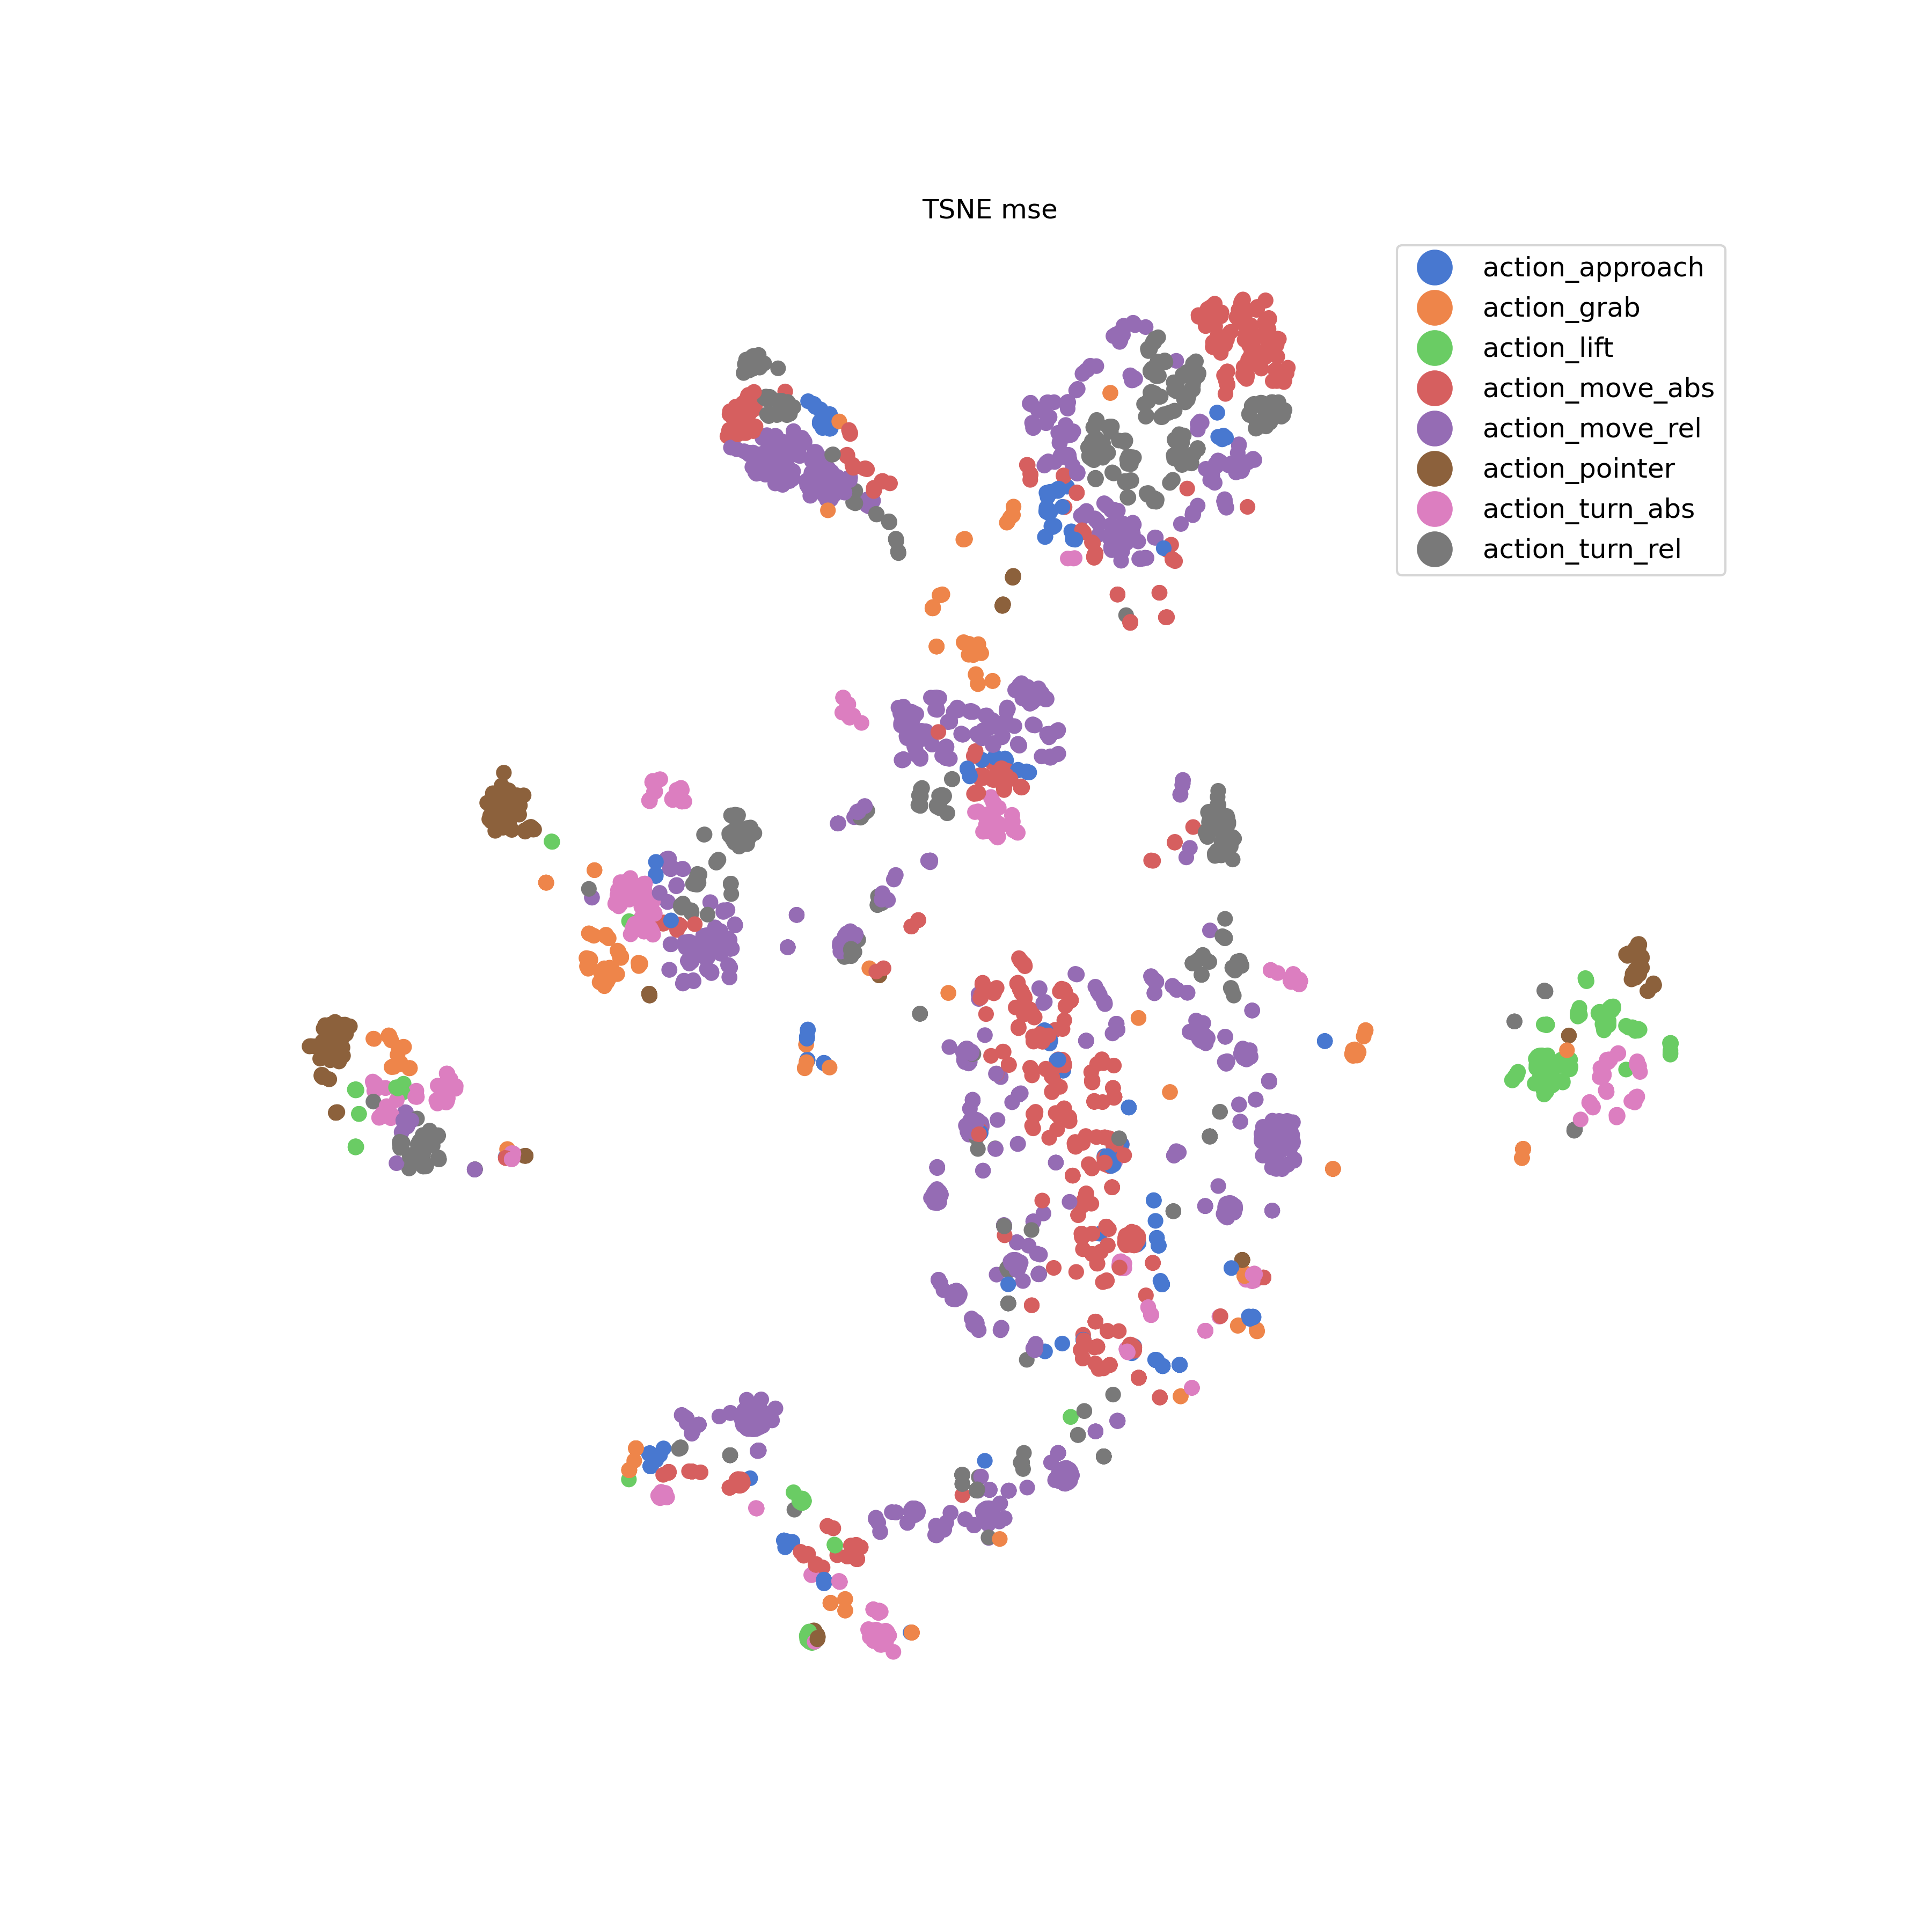 TSNE mse
action_approach
action_grab
action_lift
action_move_abs
action_move_rel
action_pointer
action_turn_abs
action_turn_rel